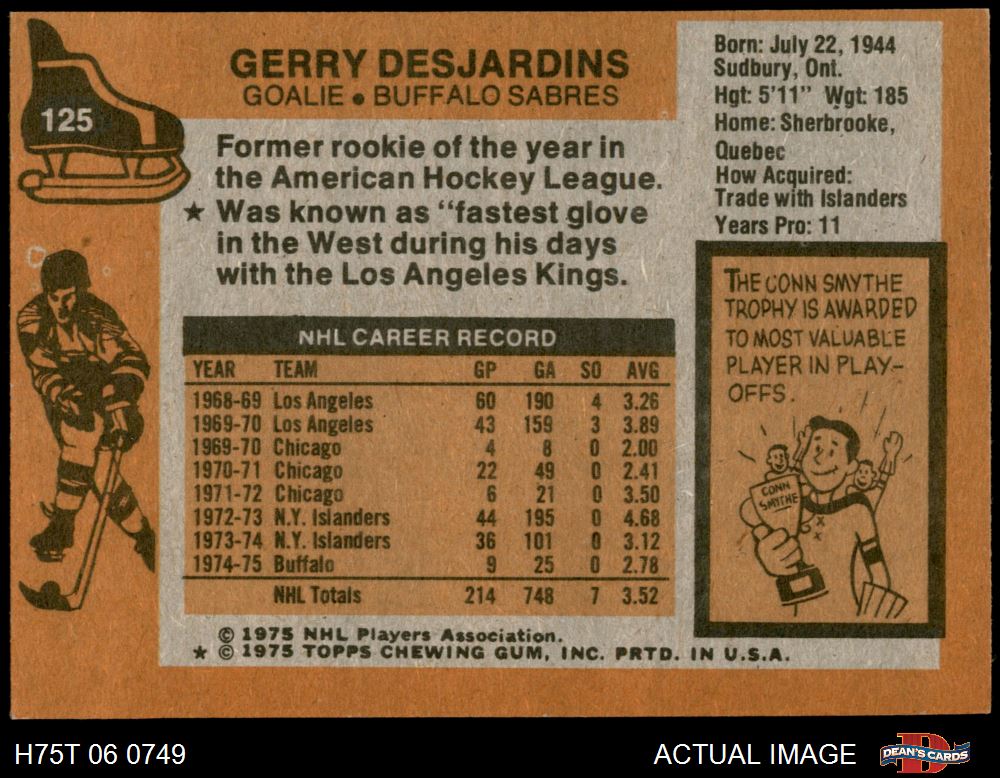 125
GERRY DESJARDINS
GOALIE • BUFFALO SABRES
Former rookie of the year in
the American Hockey League.
★ Was known as "fastest glove
in the West during his days
with the Los Angeles Kings.
Born: July 22, 1944
Sudbury, Ont.
Hgt: 5'11" Wgt: 185
Home: Sherbrooke,
Quebec
How Acquired:
Trade with Islanders
Years Pro: 11
NHL CAREER RECORD
YEAR TEAM GP GA SO AVG
1968-69 Los Angeles 60 190 4 3.26
1969-70 Los Angeles 43 159 3 3.89
1969-70 Chicago 4 8 0 2.00
1970-71 Chicago 22 49 0 2.41
1971-72 Chicago 6 21 0 3.50
1972-73 N.Y. Islanders 44 195 0 4.68
1973-74 N.Y. Islanders 36 101 0 3.12
1974-75 Buffalo 9 25 0 2.78
NHL Totals 214 748 7 3.52
THE CONN SMYTHE
TROPHY IS AWARDED
TO MOST VALUABLE
PLAYER IN PLAY-
OFFS.
CONN
SMYTHE
© 1975 NHL Players Association.
★ © 1975 TOPPS CHEWING GUM, INC. PRTD. IN U.S.A.
H75T 06 0749
ACTUAL IMAGE
D
DEAN'S CARDS